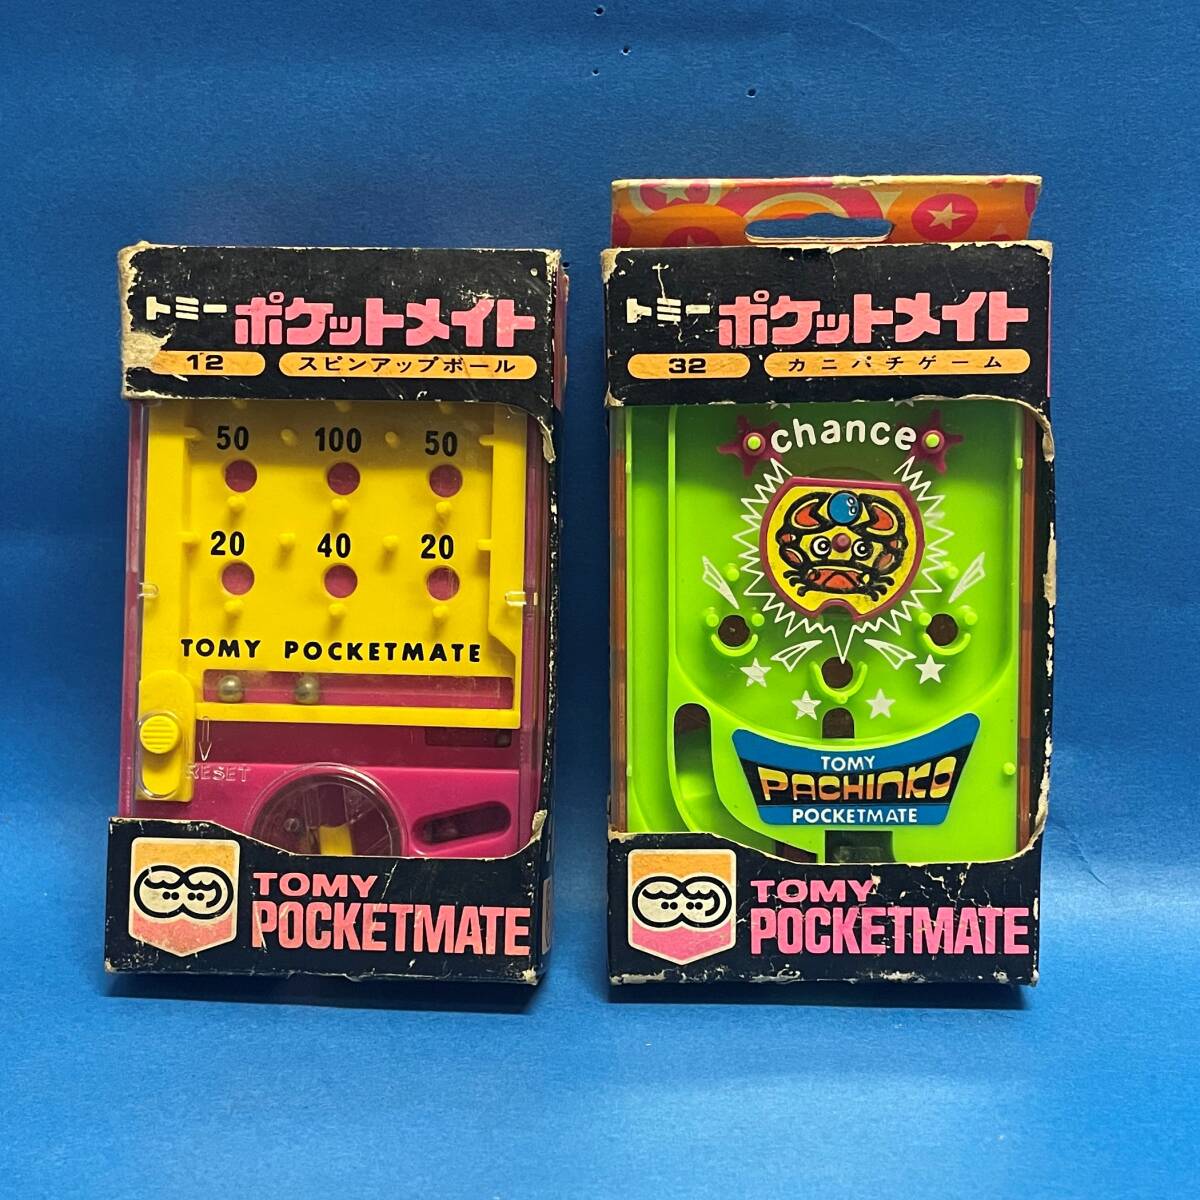 トミー ポケットメイト
12 スピンアップボール
50 100 50
20 40 20
TOMY POCKETMATE
RESET
TOMY
POCKETMATE
トミー ポケットメイト
32 カニパチゲーム
chance
TOMY
PACHINKO
POCKETMATE
TOMY
POCKETMATE